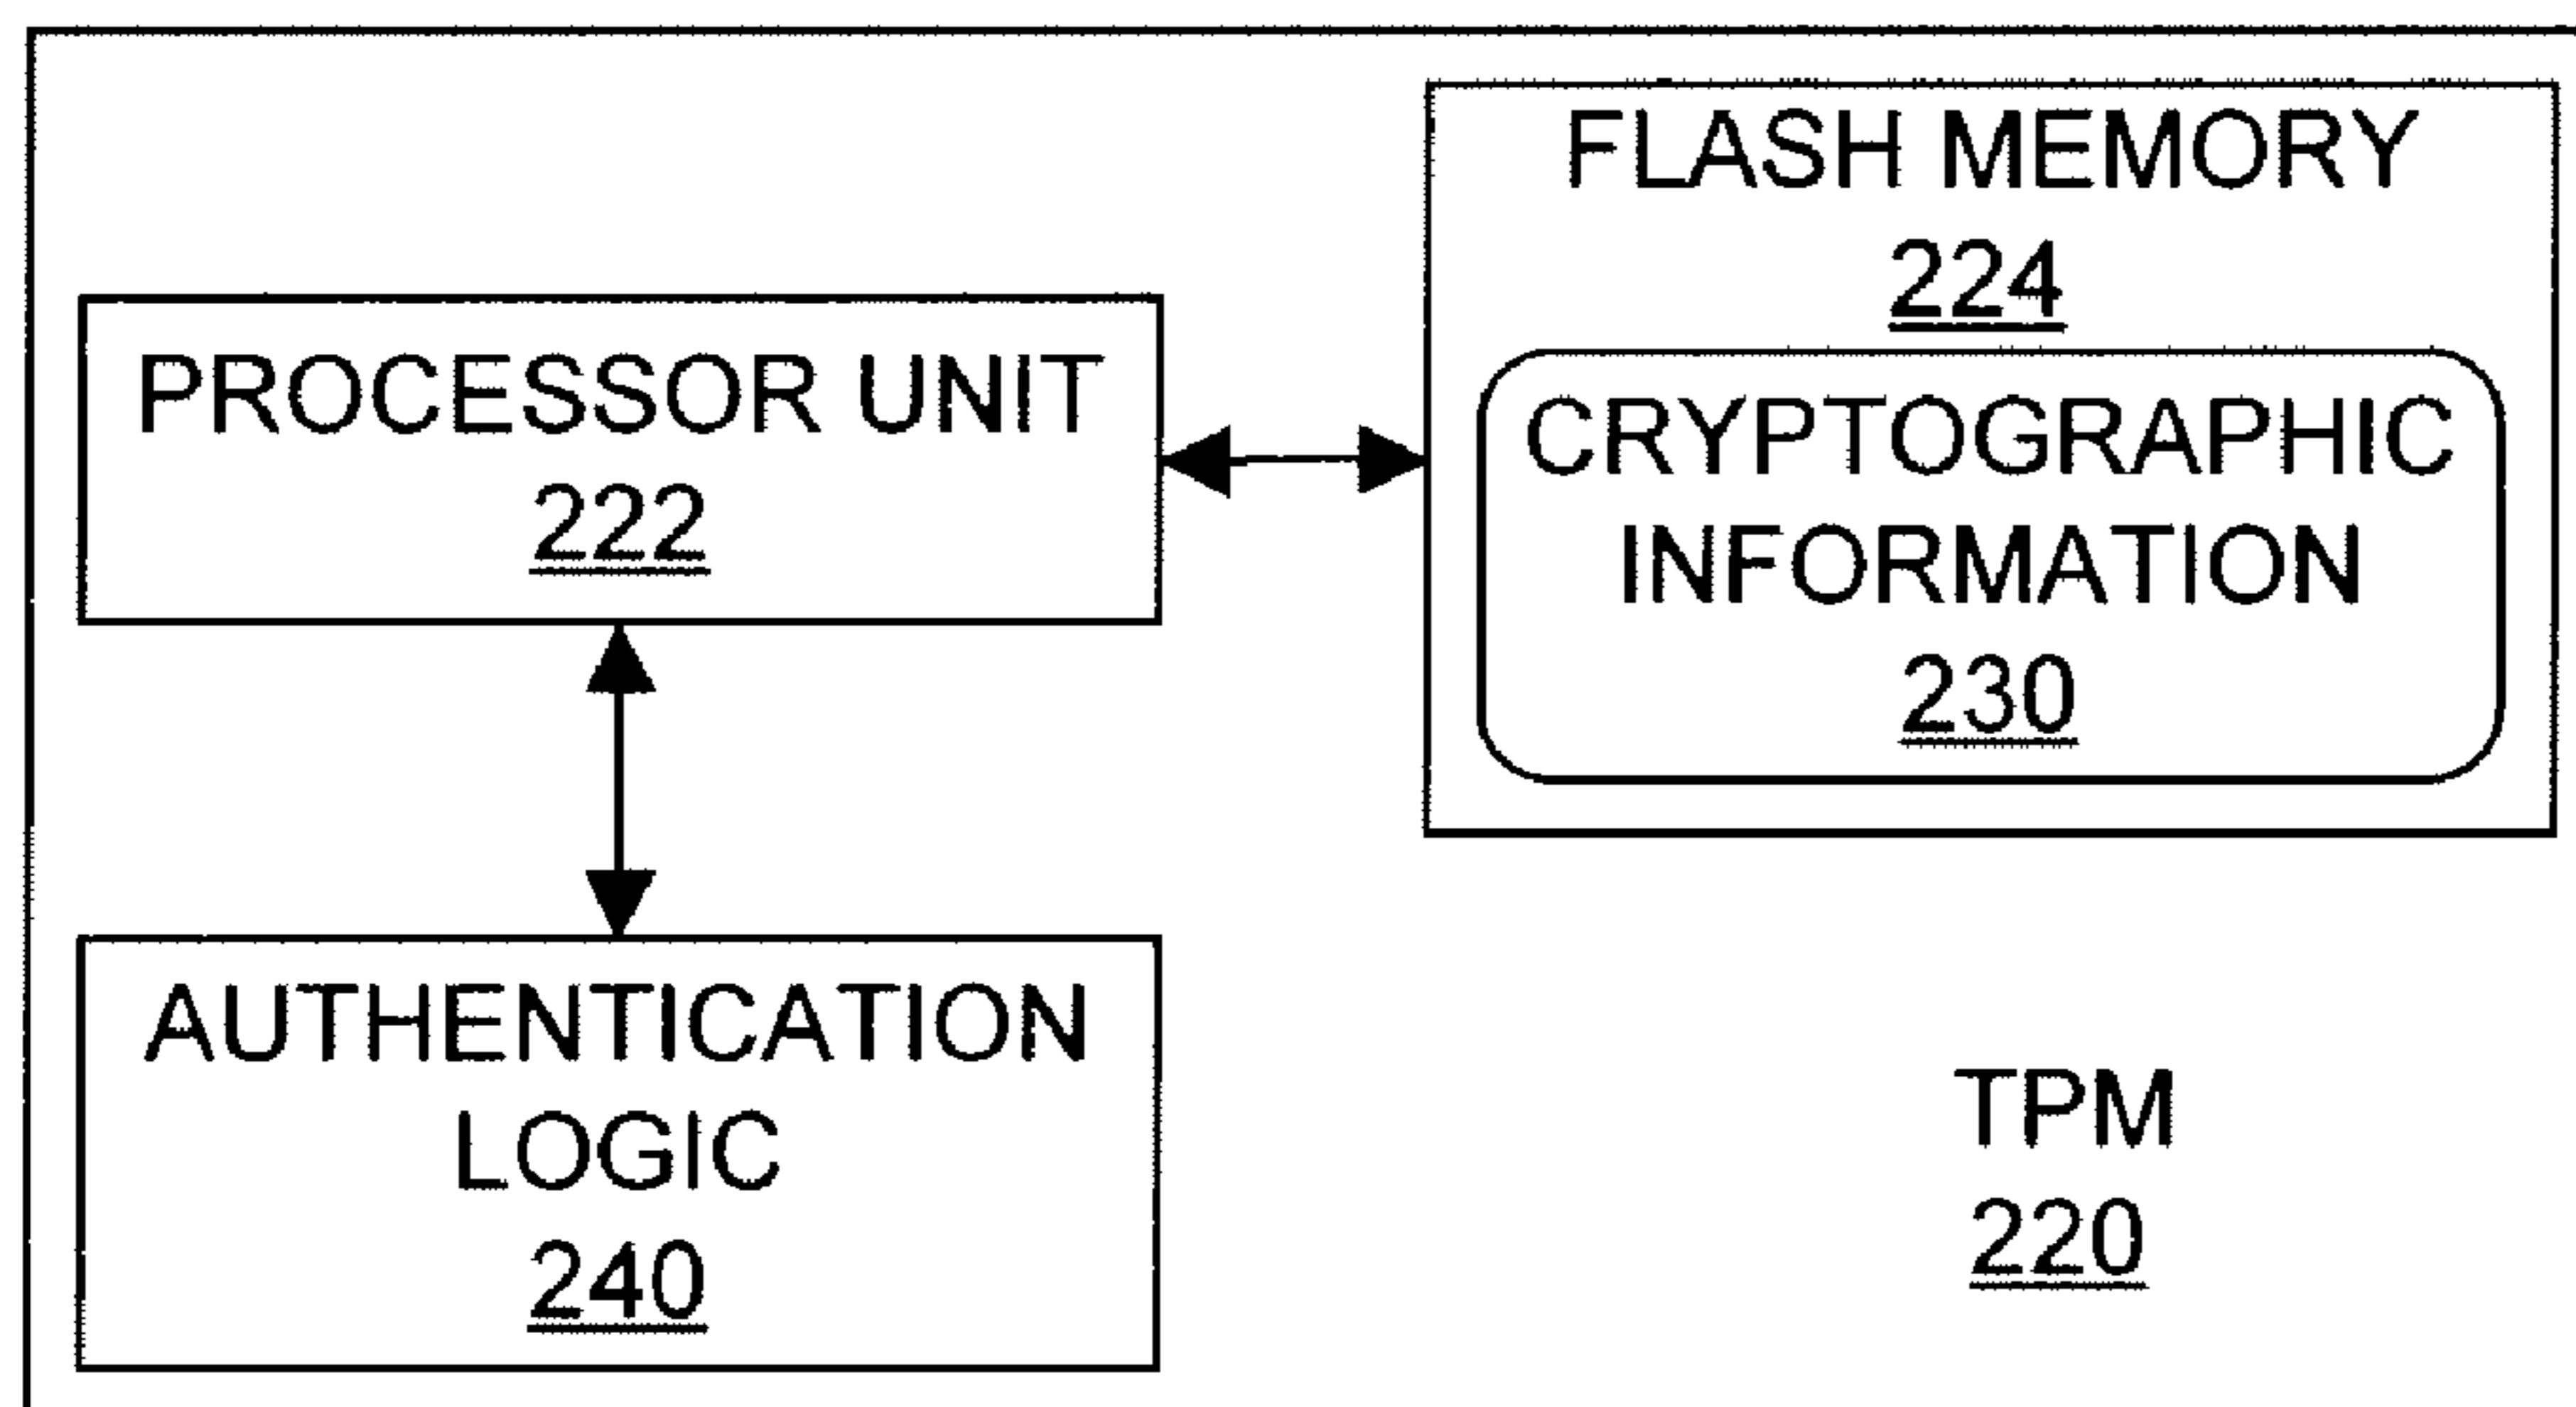 FLASH MEMORY
224
CRYPTOGRAPHIC
INFORMATION
230
PROCESSOR UNIT
222
AUTHENTICATION
LOGIC
240
TPM
220